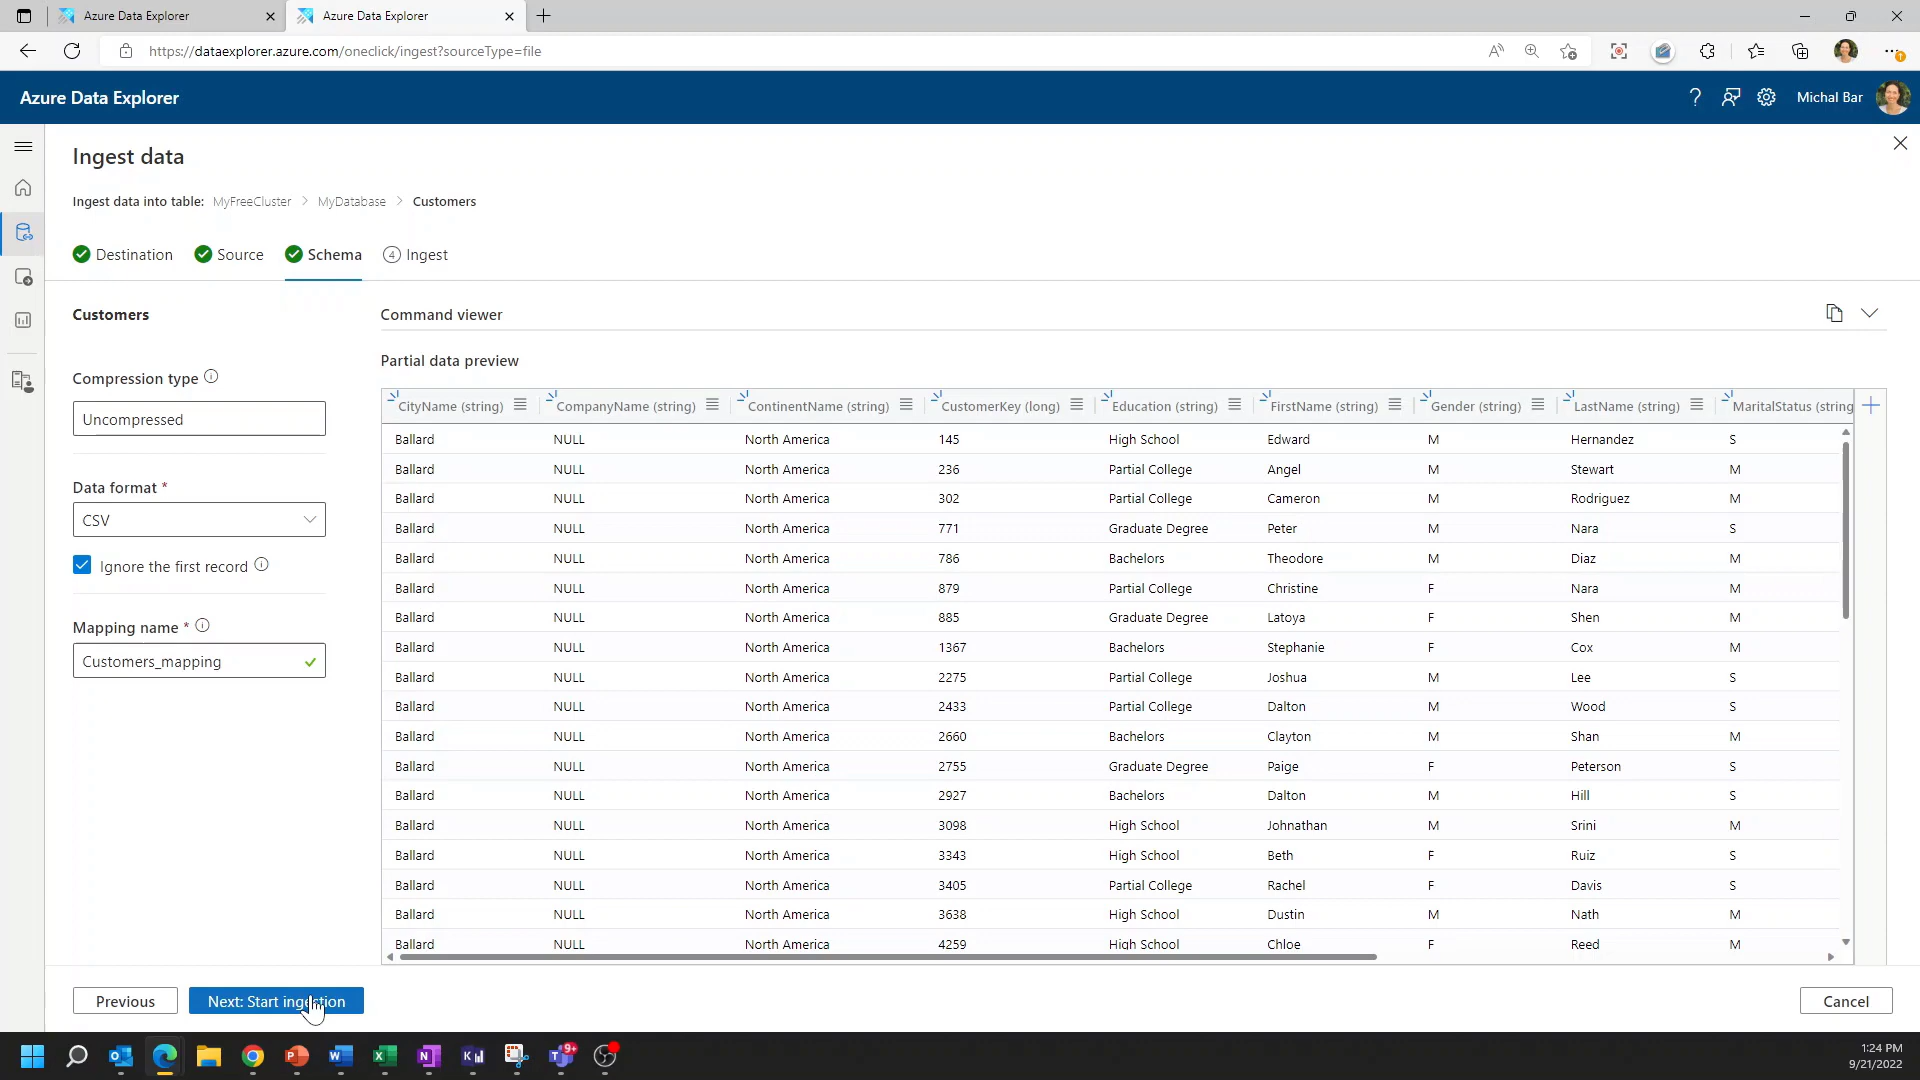 Azure Data Explorer
Azure Data Explorer
https://dataexplorer.azure.com/oneclick/ingest?sourceType=file
Azure Data Explorer
Michal Bar
Ingest data
Ingest data into table: MyFreeCluster > MyDatabase > Customers
Destination Source Schema 4 Ingest
Customers
Compression type
Uncompressed
Data format *
CSV
Ignore the first record
Mapping name *
Customers_mapping
Command viewer
Partial data preview
CityName (string) CompanyName (string) ContinentName (string) CustomerKey (long) Education (string) FirstName (string) Gender (string) LastName (string) MaritalStatus (string
Ballard NULL North America 145 High School Edward M Hernandez S
Ballard NULL North America 236 Partial College Angel M Stewart M
Ballard NULL North America 302 Partial College Cameron M Rodriguez M
Ballard NULL North America 771 Graduate Degree Peter M Nara S
Ballard NULL North America 786 Bachelors Theodore M Diaz M
Ballard NULL North America 879 Partial College Christine F Nara M
Ballard NULL North America 885 Graduate Degree Latoya F Shen M
Ballard NULL North America 1367 Bachelors Stephanie F Cox M
Ballard NULL North America 2275 Partial College Joshua M Lee S
Ballard NULL North America 2433 Partial College Dalton M Wood S
Ballard NULL North America 2660 Bachelors Clayton M Shan M
Ballard NULL North America 2755 Graduate Degree Paige F Peterson S
Ballard NULL North America 2927 Bachelors Dalton M Hill S
Ballard NULL North America 3098 High School Johnathan M Srini M
Ballard NULL North America 3343 High School Beth F Ruiz S
Ballard NULL North America 3405 Partial College Rachel F Davis S
Ballard NULL North America 3638 High School Dustin M Nath M
Ballard NULL North America 4259 High School Chloe F Reed M
Previous
Next: Start ingestion
Cancel
9+
1:24 PM
9/21/2022